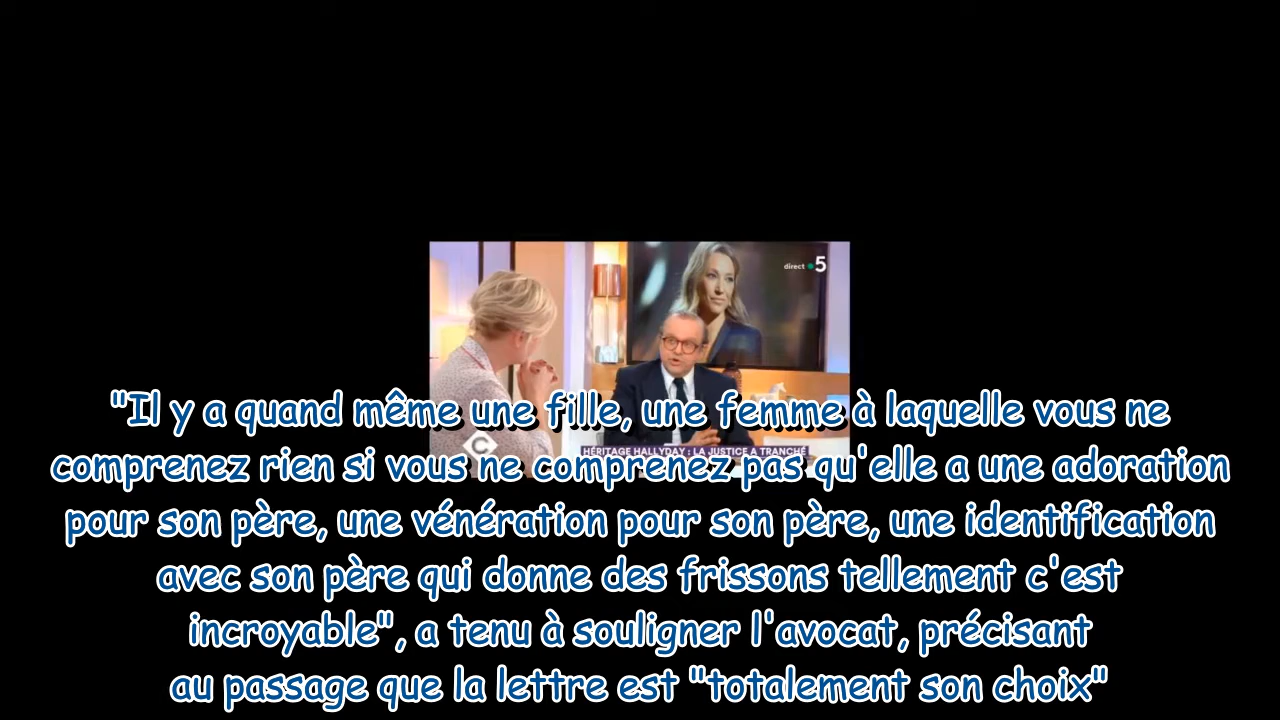 direct 5
"Il y a quand même une fille, une femme à laquelle vous ne
HÉRITAGE HALLYDAY : LA JUSTICE A TRANCHÉ
comprenez rien si vous ne comprenez pas qu'elle a une adoration
pour son père, une vénération pour son père, une identification
avec son père qui donne des frissons tellement c'est
incroyable", a tenu à souligner l'avocat, précisant
au passage que la lettre est "totalement son choix"